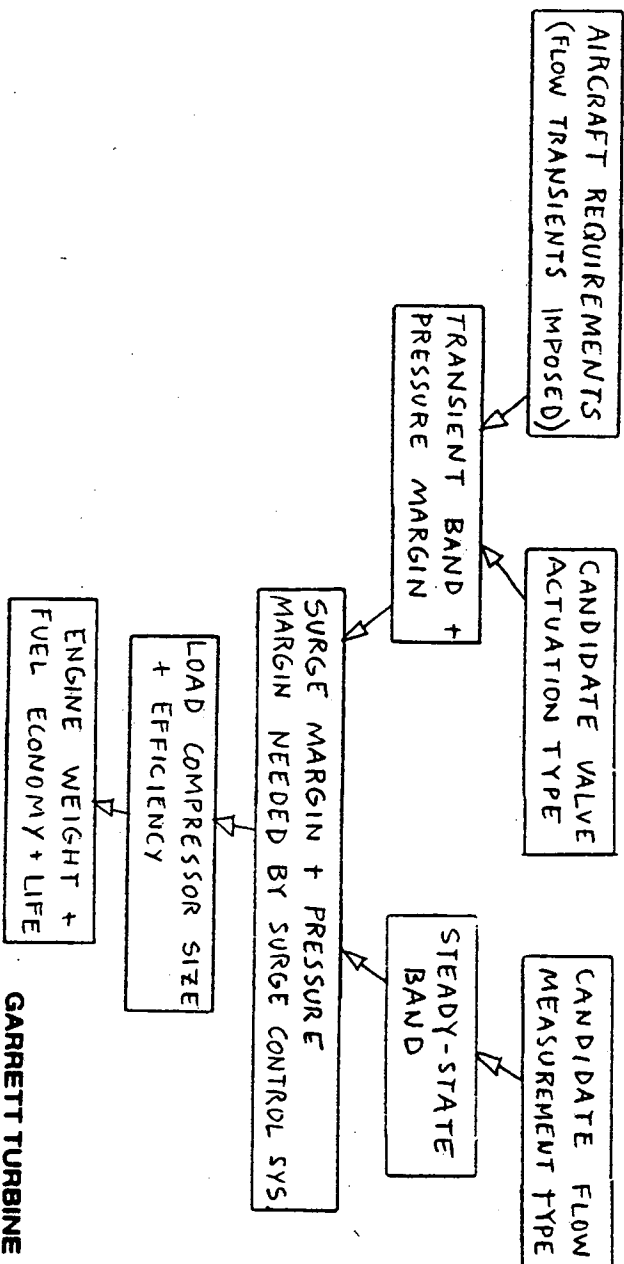 AIRCRAFT REQUIREMENTS
(FLOW TRANSIENTS IMPOSED)
CANDIDATE VALVE
ACTUATION TYPE
CANDIDATE FLOW
MEASUREMENT TYPE
TRANSIENT BAND +
PRESSURE MARGIN
STEADY-STATE
BAND
SURGE MARGIN + PRESSURE
MARGIN NEEDED BY SURGE CONTROL SYS.
LOAD COMPRESSOR SIZE
+ EFFICIENCY
ENGINE WEIGHT +
FUEL ECONOMY + LIFE
GARRETT TURBINE